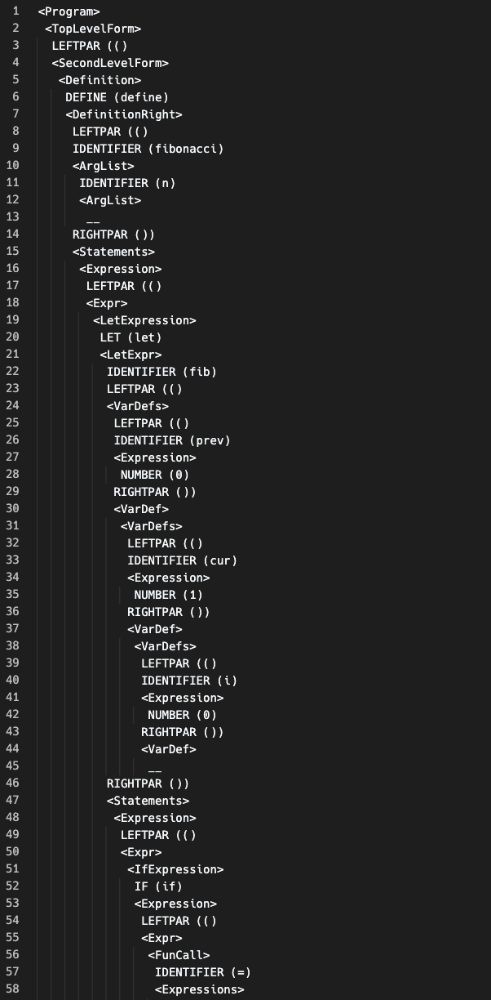 1 <Program>
2 <TopLevelForm>
3 LEFTPAR (()
4 <SecondLevelForm>
5 <Definition>
6 DEFINE (define)
7 <DefinitionRight>
8 LEFTPAR (()
9 IDENTIFIER (fibonacci)
10 <ArgList>
11 IDENTIFIER (n)
12 <ArgList>
13 __
14 RIGHTPAR ())
15 <Statements>
16 <Expression>
17 LEFTPAR (()
18 <Expr>
19 <LetExpression>
20 LET (let)
21 <LetExpr>
22 IDENTIFIER (fib)
23 LEFTPAR (()
24 <VarDefs>
25 LEFTPAR (()
26 IDENTIFIER (prev)
27 <Expression>
28 NUMBER (0)
29 RIGHTPAR ())
30 <VarDef>
31 <VarDefs>
32 LEFTPAR (()
33 IDENTIFIER (cur)
34 <Expression>
35 NUMBER (1)
36 RIGHTPAR ())
37 <VarDef>
38 <VarDefs>
39 LEFTPAR (()
40 IDENTIFIER (i)
41 <Expression>
42 NUMBER (0)
43 RIGHTPAR ())
44 <VarDef>
45 __
46 RIGHTPAR ())
47 <Statements>
48 <Expression>
49 LEFTPAR (()
50 <Expr>
51 <IfExpression>
52 IF (if)
53 <Expression>
54 LEFTPAR (()
55 <Expr>
56 <FunCall>
57 IDENTIFIER (=)
58 <Expressions>